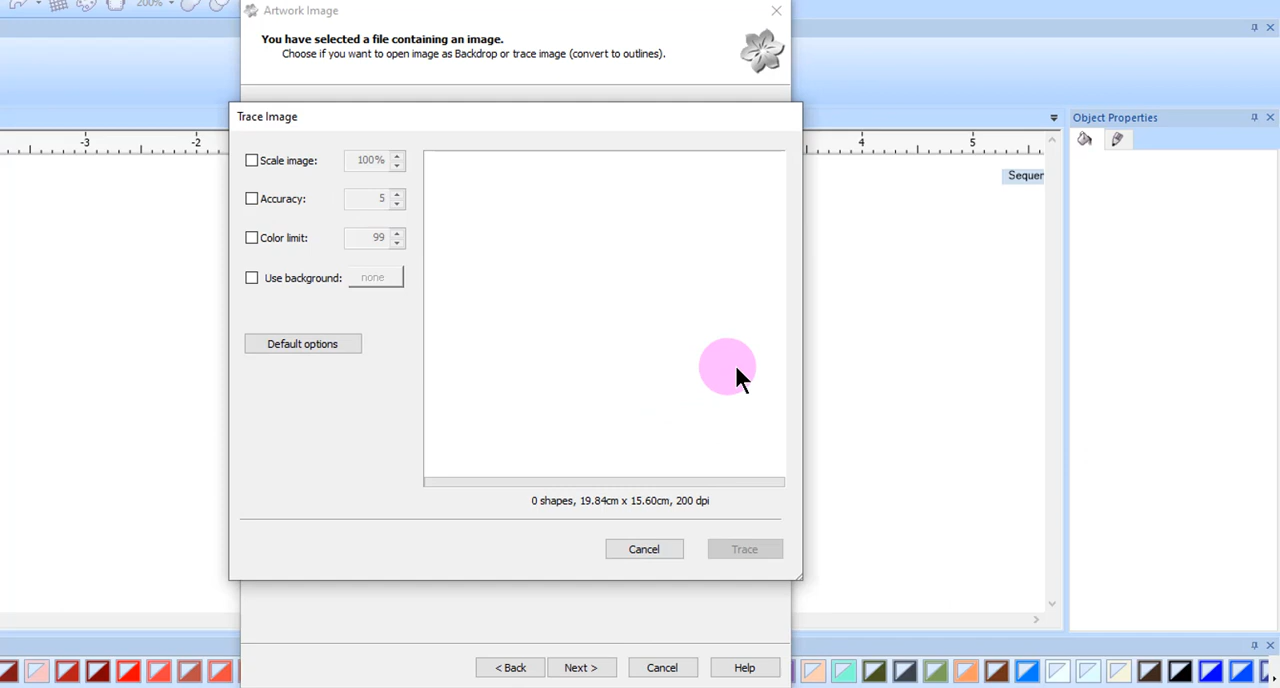 200%
Artwork Image
You have selected a file containing an image.
Choose if you want to open image as Backdrop or trace image (convert to outlines).
Trace Image
Object Properties
-3 -2 4 5
Scale image: 100%
Sequen
Accuracy: 5
Color limit: 99
Use background: none
Default options
0 shapes, 19.84cm x 15.60cm, 200 dpi
Cancel Trace
< Back Next > Cancel Help